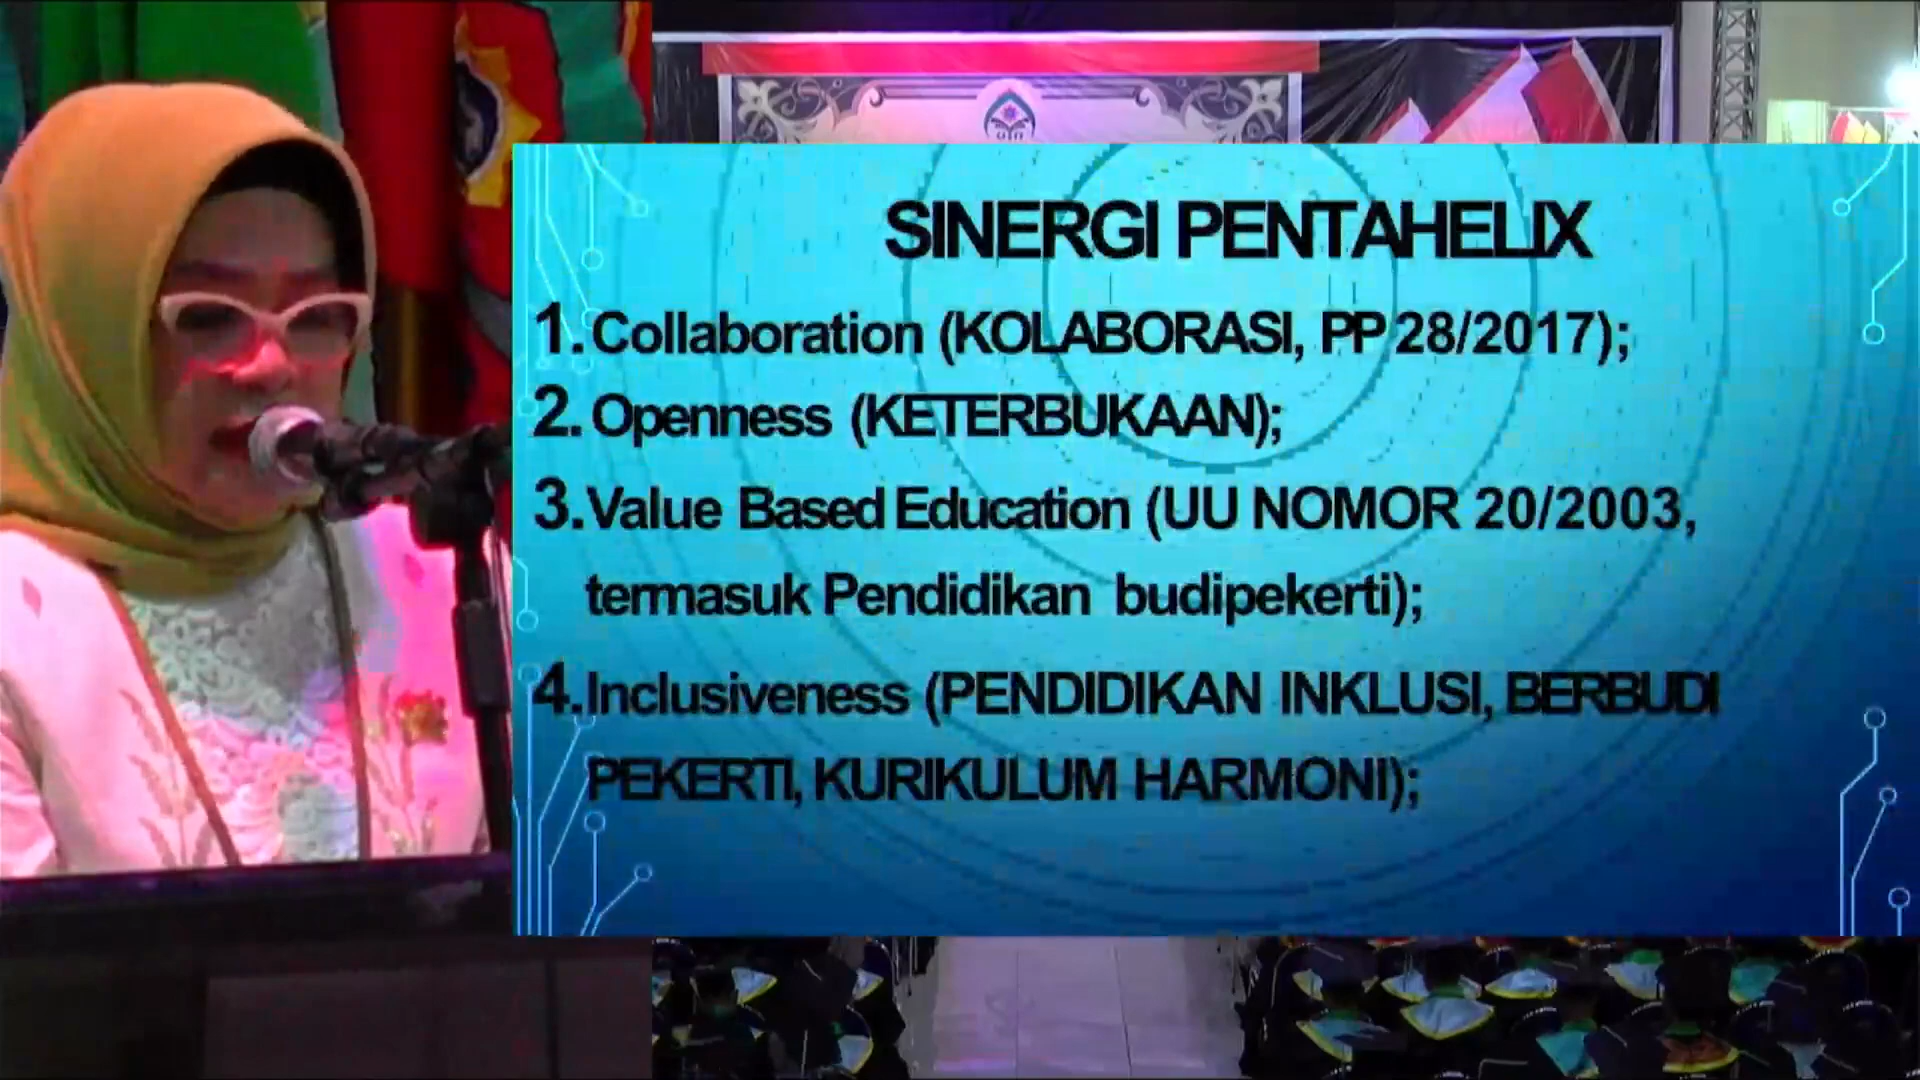 SINERGI PENTAHELIX
1. Collaboration (KOLABORASI, PP 28/2017);
2. Openness (KETERBUKAAN);
3. Value Based Education (UU NOMOR 20/2003,
termasuk Pendidikan budipekerti);
4. Inclusiveness (PENDIDIKAN INKLUSI, BERBUDI
PEKERTI, KURIKULUM HARMONI);